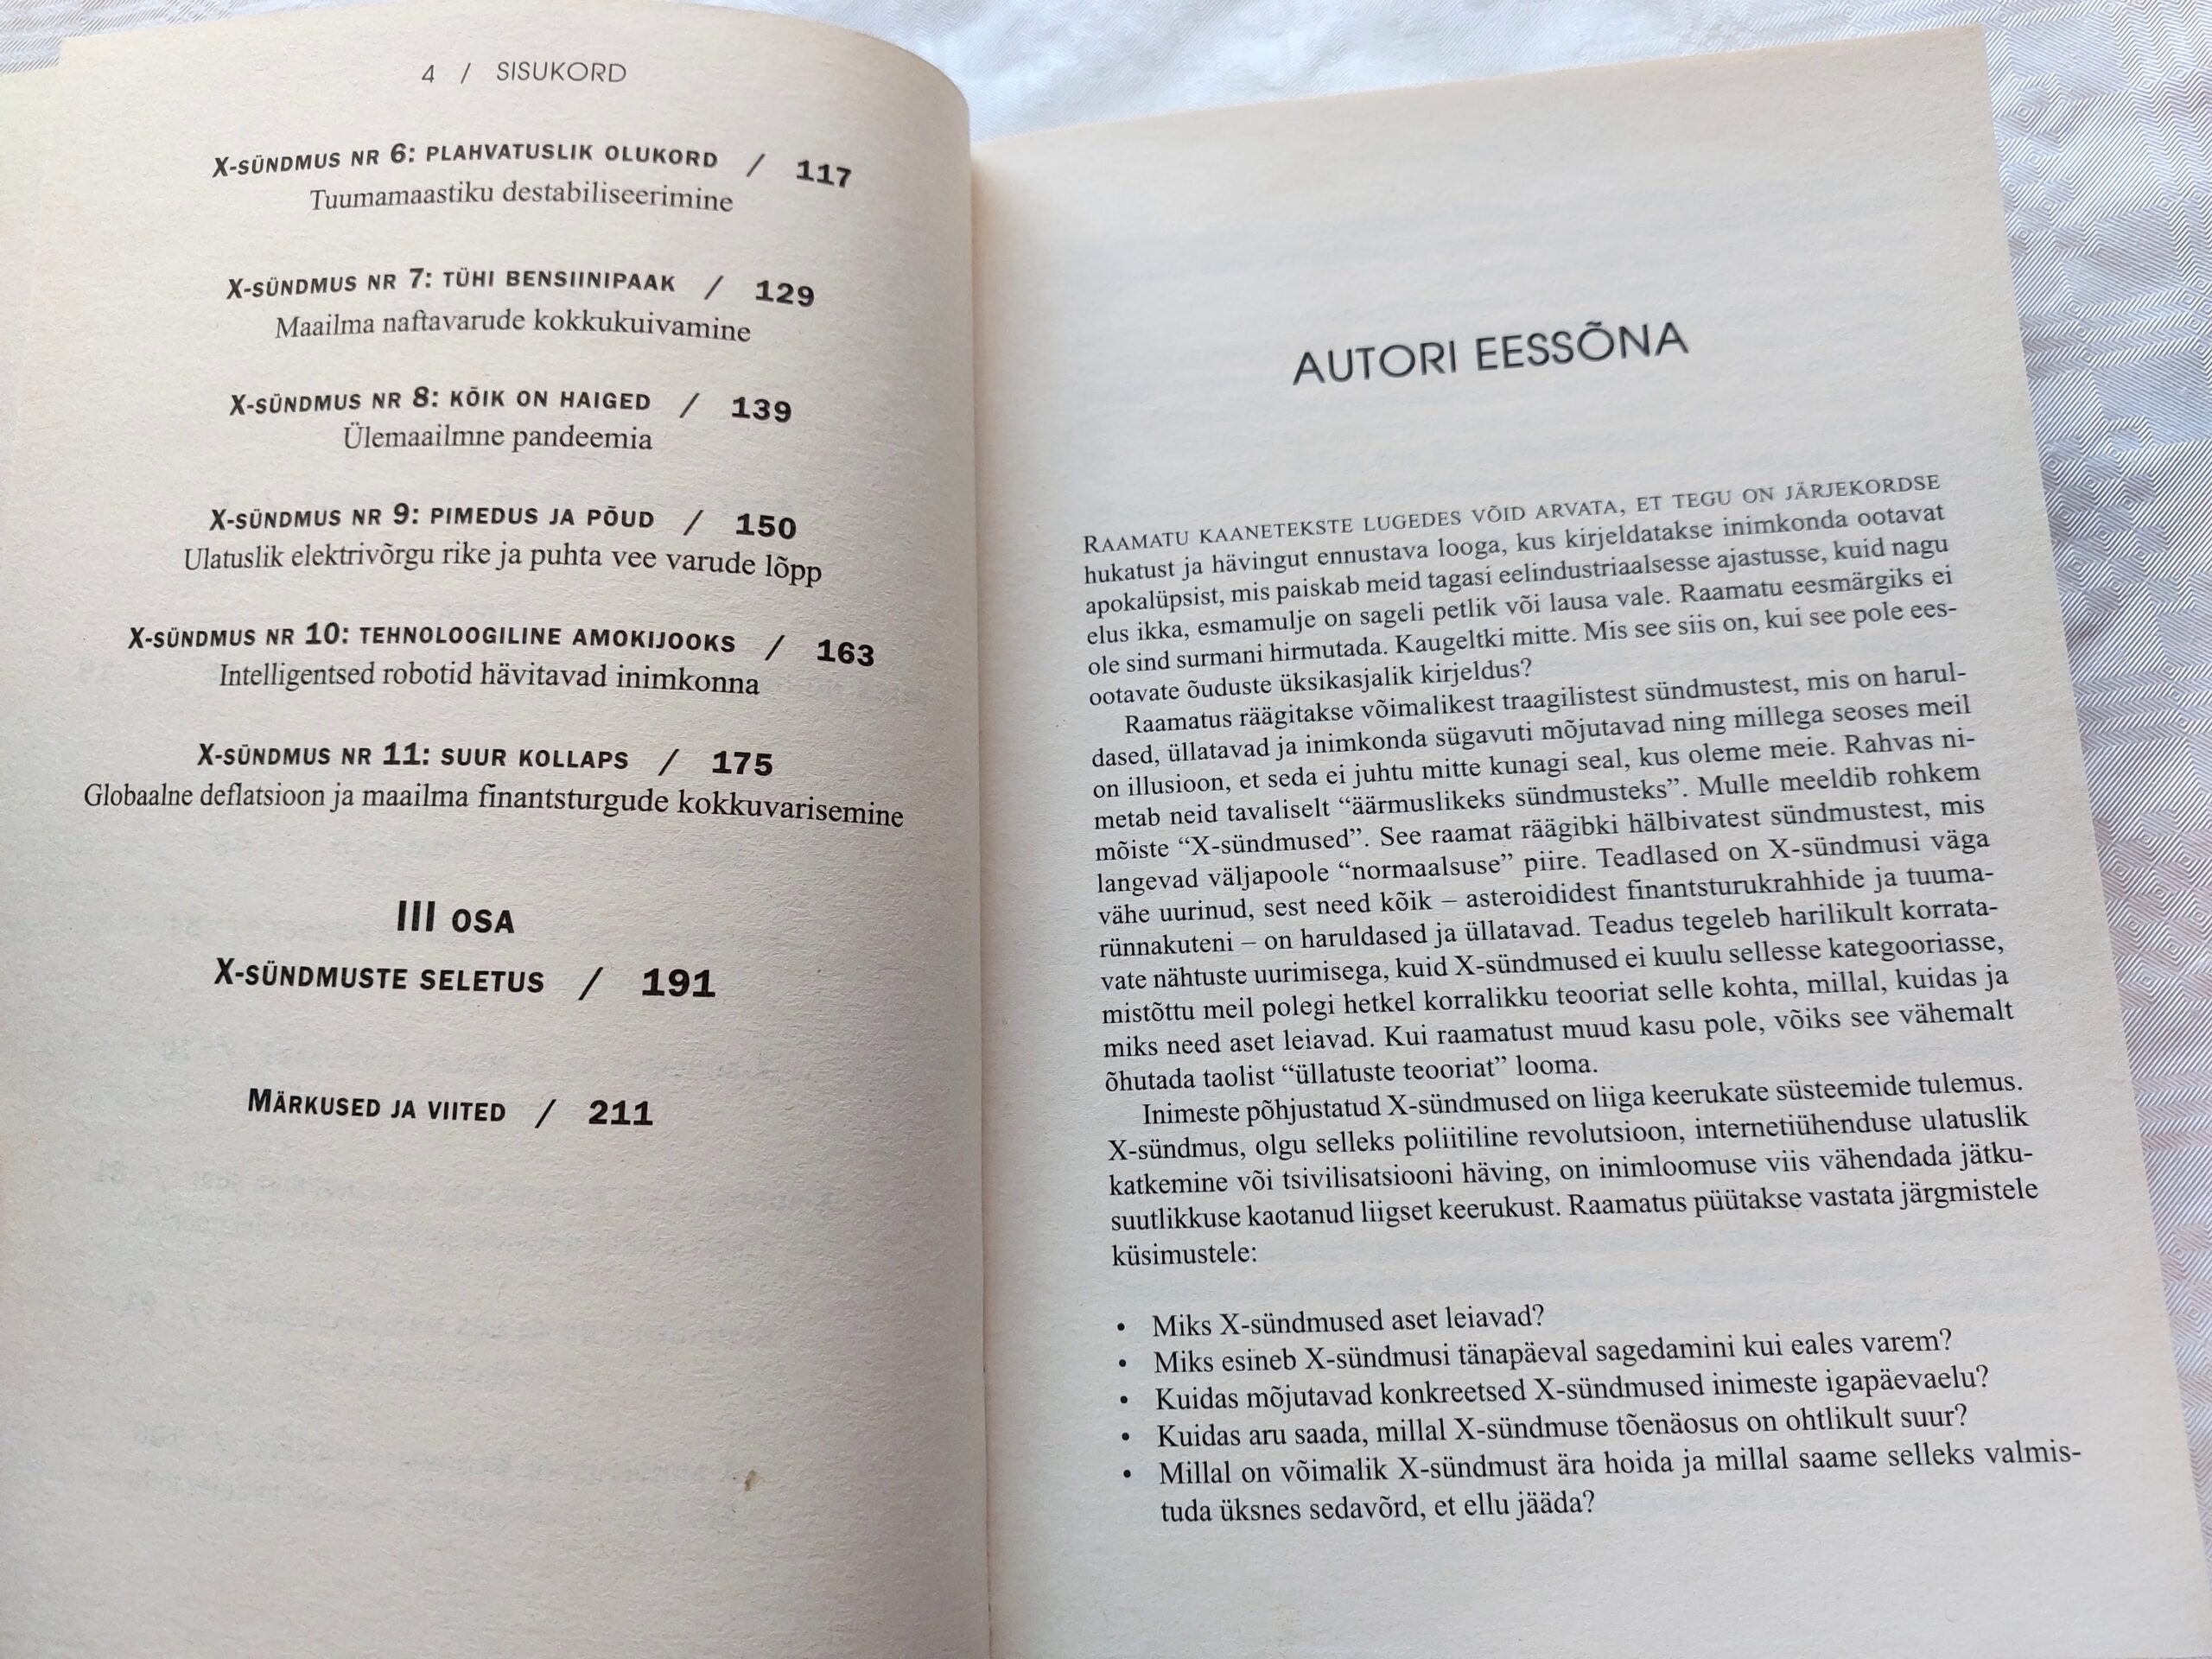 4 / SISUKORD
X-SÜNDMUS NR 6: PLAHVATUSLIK OLUKORD / 117
Tuumamaastiku destabiliseerimine
X-SÜNDMUS NR 7: TÜHI BENSIINIPAAK / 129
Maailma naftavarude kokkukuivamine
X-SÜNDMUS NR 8: KÕIK ON HAIGED / 139
Ülemaailmne pandeemia
X-SÜNDMUS NR 9: PIMEDUS JA PÕUD / 150
Ulatuslik elektrivõrgu rike ja puhta vee varude lõpp
X-SÜNDMUS NR 10: TEHNOLOOGILINE AMOKIJOOKS / 163
Intelligentsed robotid hävitavad inimkonna
X-SÜNDMUS NR 11: SUUR KOLLAPS / 175
Globaalne deflatsioon ja maailma finantsturgude kokkuvarisemine
III OSA
X-SÜNDMUSTE SELETUS / 191
MÄRKUSED JA VIITED / 211
AUTORI EESSÕNA
RAAMATU KAANETEKSTE LUGEDES VÕID ARVATA, ET TEGU ON JÄRJEKORDSE
hukatust ja hävingut ennustava looga, kus kirjeldatakse inimkonda ootavat
apokalüpsist, mis paiskab meid tagasi eelindustriaalsesse ajastusse, kuid nagu
elus ikka, esmamulje on sageli petlik või lausa vale. Raamatu eesmärgiks ei
ole sind surmani hirmutada. Kaugeltki mitte. Mis see siis on, kui see pole ees-
ootavate õuduste üksikasjalik kirjeldus?
Raamatus räägitakse võimalikest traagilistest sündmustest, mis on harul-
dased, üllatavad ja inimkonda sügavuti mõjutavad ning millega seoses meil
on illusioon, et seda ei juhtu mitte kunagi seal, kus oleme meie. Rahvas ni-
metab neid tavaliselt “äärmuslikeks sündmusteks”. Mulle meeldib rohkem
mõiste “X-sündmused”. See raamat räägibki hälbivatest sündmustest, mis
langevad väljapoole “normaalsuse” piire. Teadlased on X-sündmusi väga
vähe uurinud, sest need kõik – asteroididest finantsturukrahhide ja tuuma-
rünnakuteni – on haruldased ja üllatavad. Teadus tegeleb harilikult korrata-
vate nähtuste uurimisega, kuid X-sündmused ei kuulu sellesse kategooriasse,
mistõttu meil polegi hetkel korralikku teooriat selle kohta, millal, kuidas ja
miks need aset leiavad. Kui raamatust muud kasu pole, võiks see vähemalt
õhutada taolist “üllatuste teooriat” looma.
Inimeste põhjustatud X-sündmused on liiga keerukate süsteemide tulemus.
X-sündmus, olgu selleks poliitiline revolutsioon, internetiühenduse ulatuslik
katkemine või tsivilisatsiooni häving, on inimloomuse viis vähendada jätku-
suutlikkuse kaotanud liigset keerukust. Raamatus püütakse vastata järgmistele
küsimustele:
• Miks X-sündmused aset leiavad?
• Miks esineb X-sündmusi tänapäeval sagedamini kui eales varem?
• Kuidas mõjutavad konkreetsed X-sündmused inimeste igapäevaelu?
• Kuidas aru saada, millal X-sündmuse tõenäosus on ohtlikult suur?
• Millal on võimalik X-sündmust ära hoida ja millal saame selleks valmis-
tuda üksnes sedavõrd, et ellu jääda?